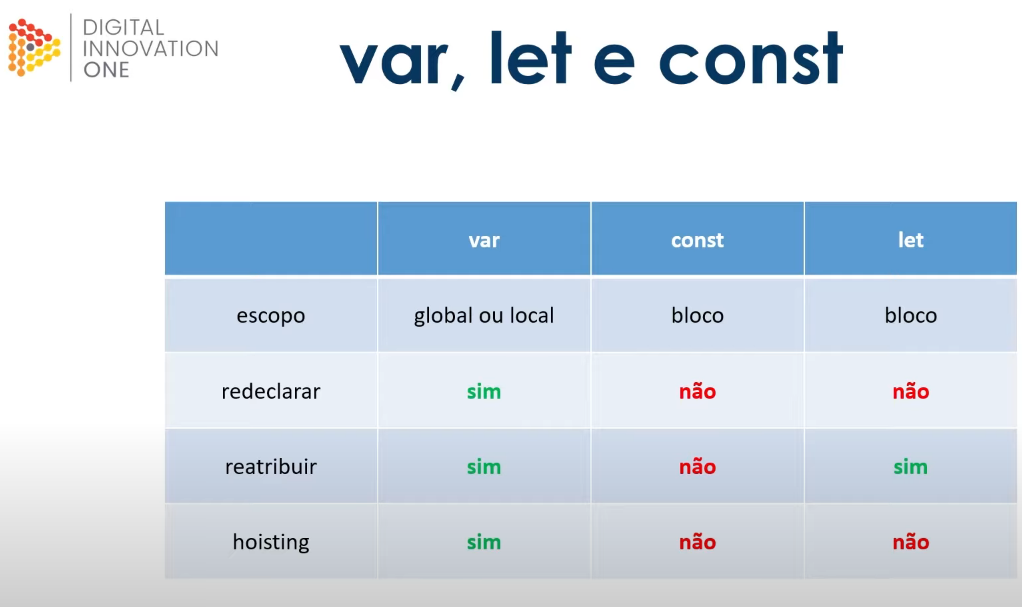 DIGITAL
INNOVATION
ONE
var, let e const
var const let
escopo global ou local bloco bloco
redeclarar sim não não
reatribuir sim não sim
hoisting sim não não